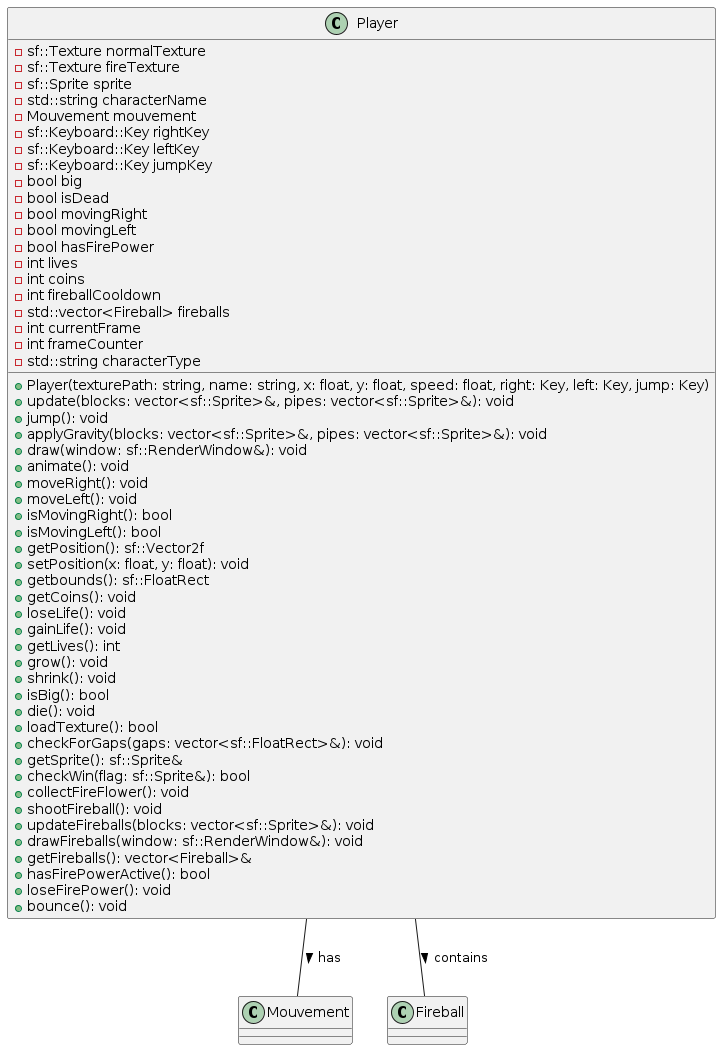 C Player
sf::Texture normalTexture
sf::Texture fireTexture
sf::Sprite sprite
std::string characterName
Mouvement mouvement
sf::Keyboard::Key rightKey
sf::Keyboard::Key leftKey
sf::Keyboard::Key jumpKey
bool big
bool isDead
bool movingRight
bool movingLeft
bool hasFirePower
int lives
int coins
int fireballCooldown
std::vector<Fireball> fireballs
int currentFrame
int frameCounter
std::string characterType
Player(texturePath: string, name: string, x: float, y: float, speed: float, right: Key, left: Key, jump: Key)
update(blocks: vector<sf::Sprite>&, pipes: vector<sf::Sprite>&): void
jump(): void
applyGravity(blocks: vector<sf::Sprite>&, pipes: vector<sf::Sprite>&): void
draw(window: sf::RenderWindow&): void
animate(): void
moveRight(): void
moveLeft(): void
isMovingRight(): bool
isMovingLeft(): bool
getPosition(): sf::Vector2f
setPosition(x: float, y: float): void
getbounds(): sf::FloatRect
getCoins(): void
loseLife(): void
gainLife(): void
getLives(): int
grow(): void
shrink(): void
isBig(): bool
die(): void
loadTexture(): bool
checkForGaps(gaps: vector<sf::FloatRect>&): void
getSprite(): sf::Sprite&
checkWin(flag: sf::Sprite&): bool
collectFireFlower(): void
shootFireball(): void
updateFireballs(blocks: vector<sf::Sprite>&): void
drawFireballs(window: sf::RenderWindow&): void
getFireballs(): vector<Fireball>&
hasFirePowerActive(): bool
loseFirePower(): void
bounce(): void
has
contains
C Mouvement
C Fireball